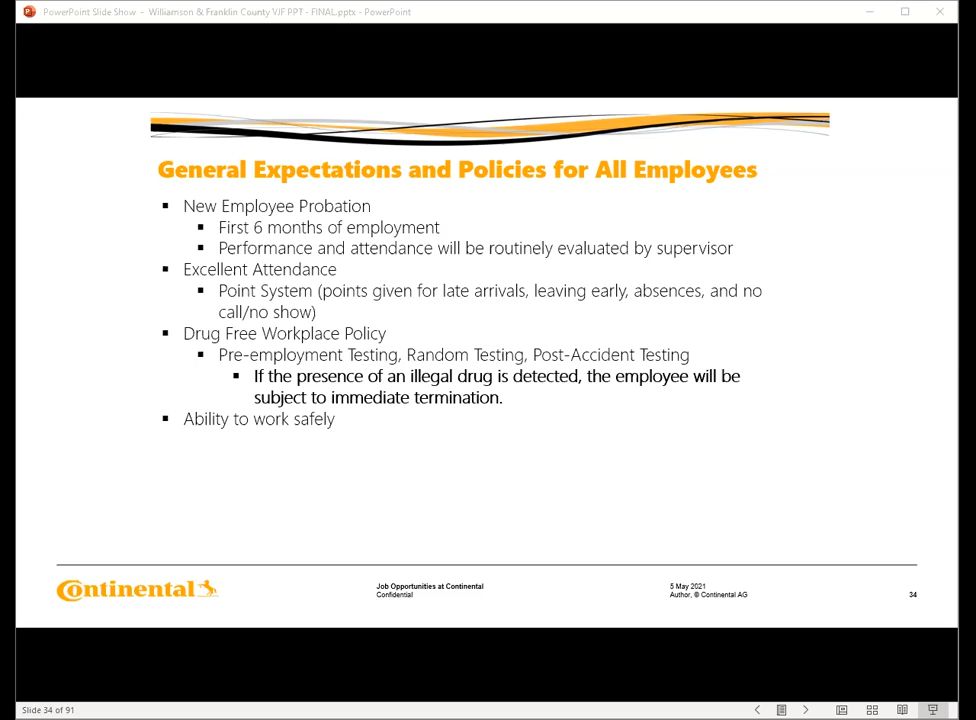 PowerPoint Slide Show - Williamson & Franklin County VJF PPT - FINAL.pptx - PowerPoint
General Expectations and Policies for All Employees
▪ New Employee Probation
▪ First 6 months of employment
▪ Performance and attendance will be routinely evaluated by supervisor
▪ Excellent Attendance
▪ Point System (points given for late arrivals, leaving early, absences, and no
call/no show)
▪ Drug Free Workplace Policy
▪ Pre-employment Testing, Random Testing, Post-Accident Testing
▪ If the presence of an illegal drug is detected, the employee will be
subject to immediate termination.
▪ Ability to work safely
Continental
Job Opportunities at Continental
Confidential
5 May 2021
Author, © Continental AG
34
Slide 34 of 91